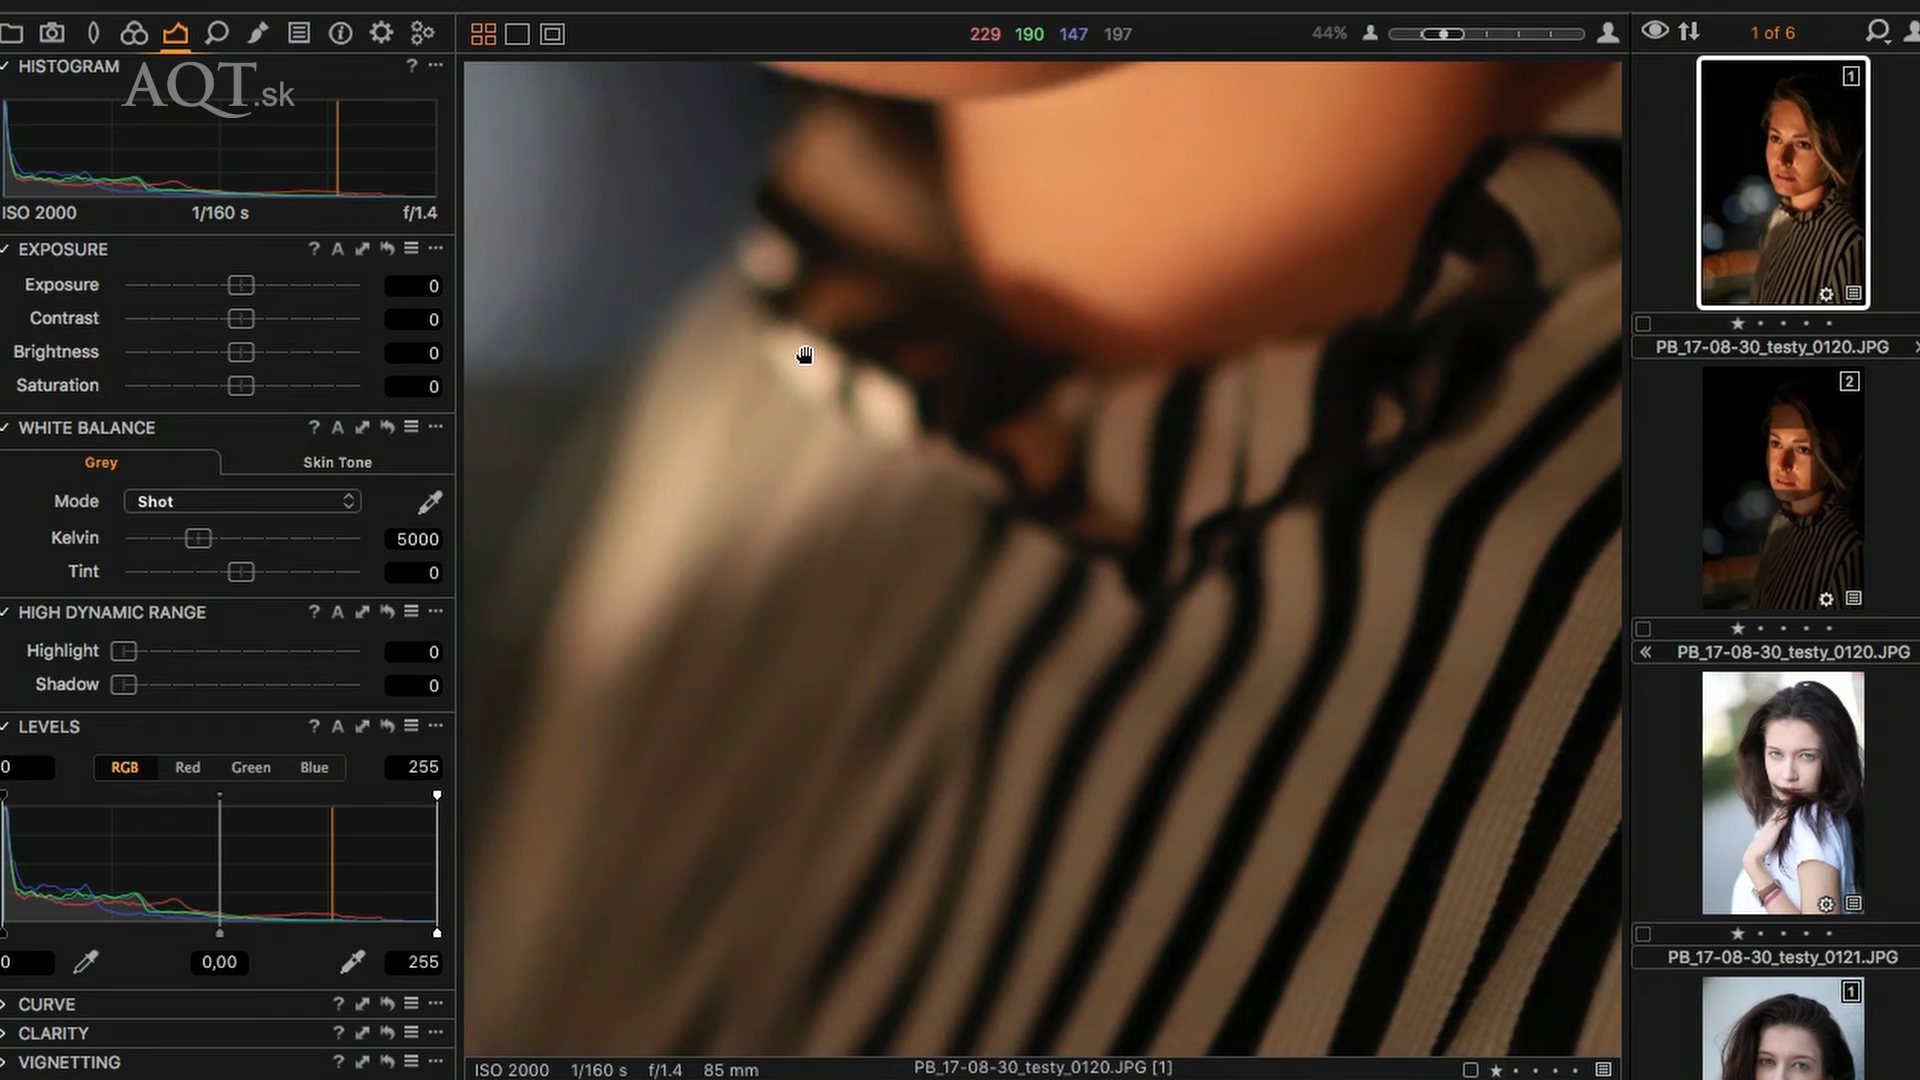 229 190 147 197
44%
1 of 6
HISTOGRAM ?
AQT.sk
ISO 2000 1/160 s f/1.4
EXPOSURE ? A
Exposure 0
Contrast 0
Brightness 0
Saturation 0
WHITE BALANCE ? A
Grey Skin Tone
Mode Shot
Kelvin 5000
Tint 0
HIGH DYNAMIC RANGE ? A
Highlight 0
Shadow 0
LEVELS ? A
0 RGB Red Green Blue 255
0 0,00 255
CURVE ?
CLARITY ?
VIGNETTING ?
ISO 2000 1/160 s f/1.4 85 mm PB_17-08-30_testy_0120.JPG [1]
1
PB_17-08-30_testy_0120.JPG
2
PB_17-08-30_testy_0120.JPG
PB_17-08-30_testy_0121.JPG
1